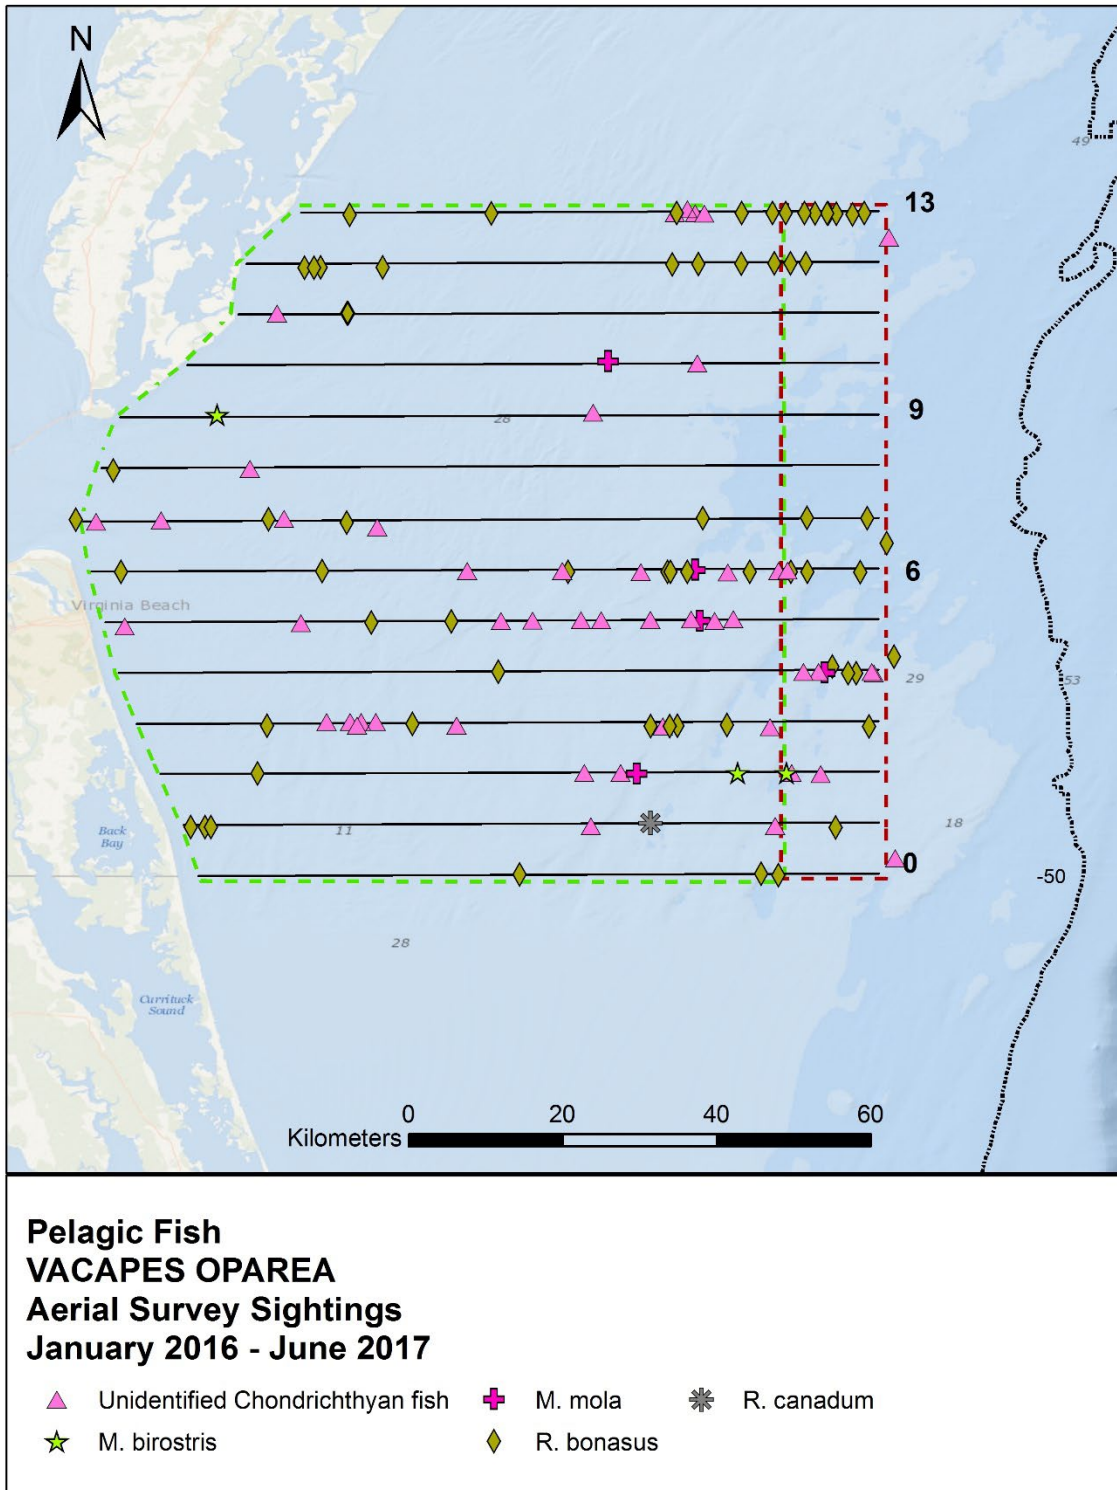 N
49
13
9
28
6
Virginia Beach
29
53
Back
Bay
11
18
0
-50
28
Currituck
Sound
0 20 40 60
Kilometers
Pelagic Fish
VACAPES OPAREA
Aerial Survey Sightings
January 2016 - June 2017
Unidentified Chondrichthyan fish M. mola R. canadum
M. birostris R. bonasus